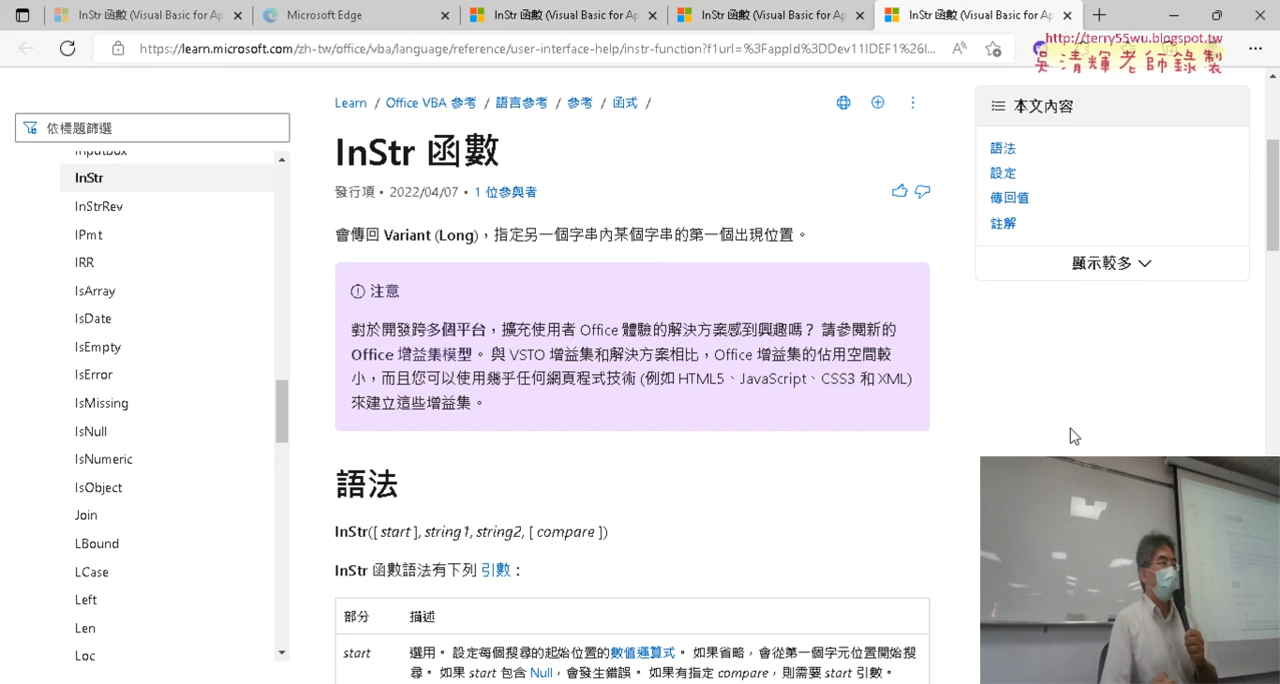 InStr 函數 (Visual Basic for Ap
Microsoft Edge
InStr 函數 (Visual Basic for Ap
InStr 函數 (Visual Basic for Ap
InStr 函數 (Visual Basic for Ap
https://learn.microsoft.com/zh-tw/office/vba/language/reference/user-interface-help/instr-function?f1url=%3FappId%3DDev11IDEF1%26l...
http://terry55wu.blogspot.tw
吳清輝老師錄製
Learn / Office VBA 參考 / 語言參考 / 參考 / 函式 /
依標題篩選
Inputbox
InStr
InStrRev
IPmt
IRR
IsArray
IsDate
IsEmpty
IsError
IsMissing
IsNull
IsNumeric
IsObject
Join
LBound
LCase
Left
Len
Loc
InStr 函數
發行項 • 2022/04/07 • 1 位參與者
會傳回 Variant (Long)，指定另一個字串內某個字串的第一個出現位置。
注意
對於開發跨多個平台，擴充使用者 Office 體驗的解決方案感到興趣嗎？ 請參閱新的
Office 增益集模型。 與 VSTO 增益集和解決方案相比，Office 增益集的佔用空間較
小，而且您可以使用幾乎任何網頁程式技術 (例如 HTML5、JavaScript、CSS3 和 XML)
來建立這些增益集。
語法
InStr([ start ], string1, string2, [ compare ])
InStr 函數語法有下列 引數：
部分 描述
start 選用。 設定每個搜尋的起始位置的數值運算式。 如果省略，會從第一個字元位置開始搜
尋。 如果 start 包含 Null，會發生錯誤。 如果有指定 compare，則需要 start 引數。
本文內容
語法
設定
傳回值
註解
顯示較多